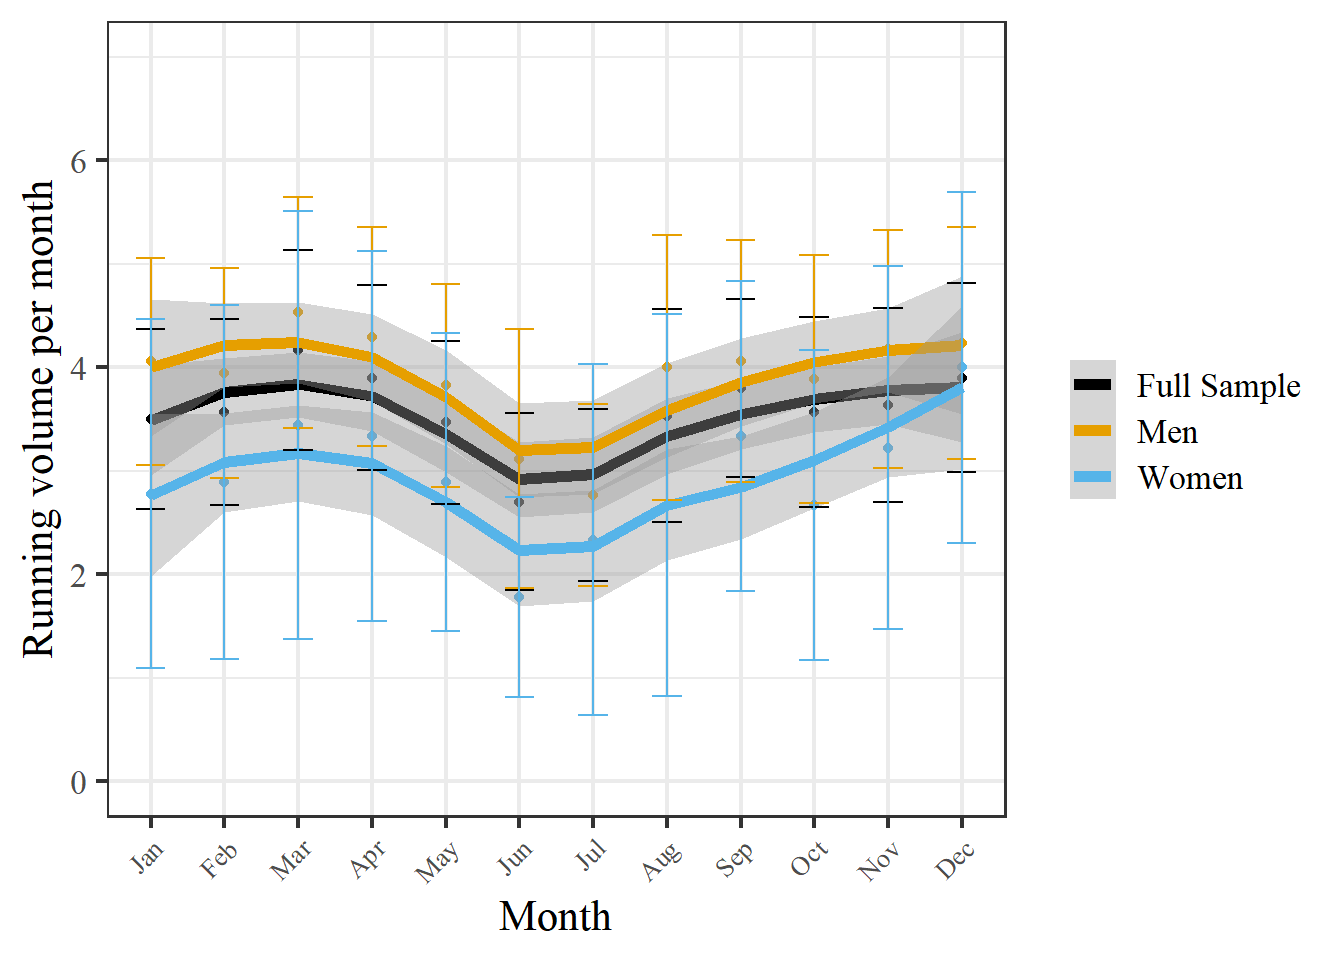 Running volume per month
6
4
2
0
Jan
Feb
Mar
Apr
May
Jun
Jul
Aug
Sep
Oct
Nov
Dec
Month
Full Sample
Men
Women